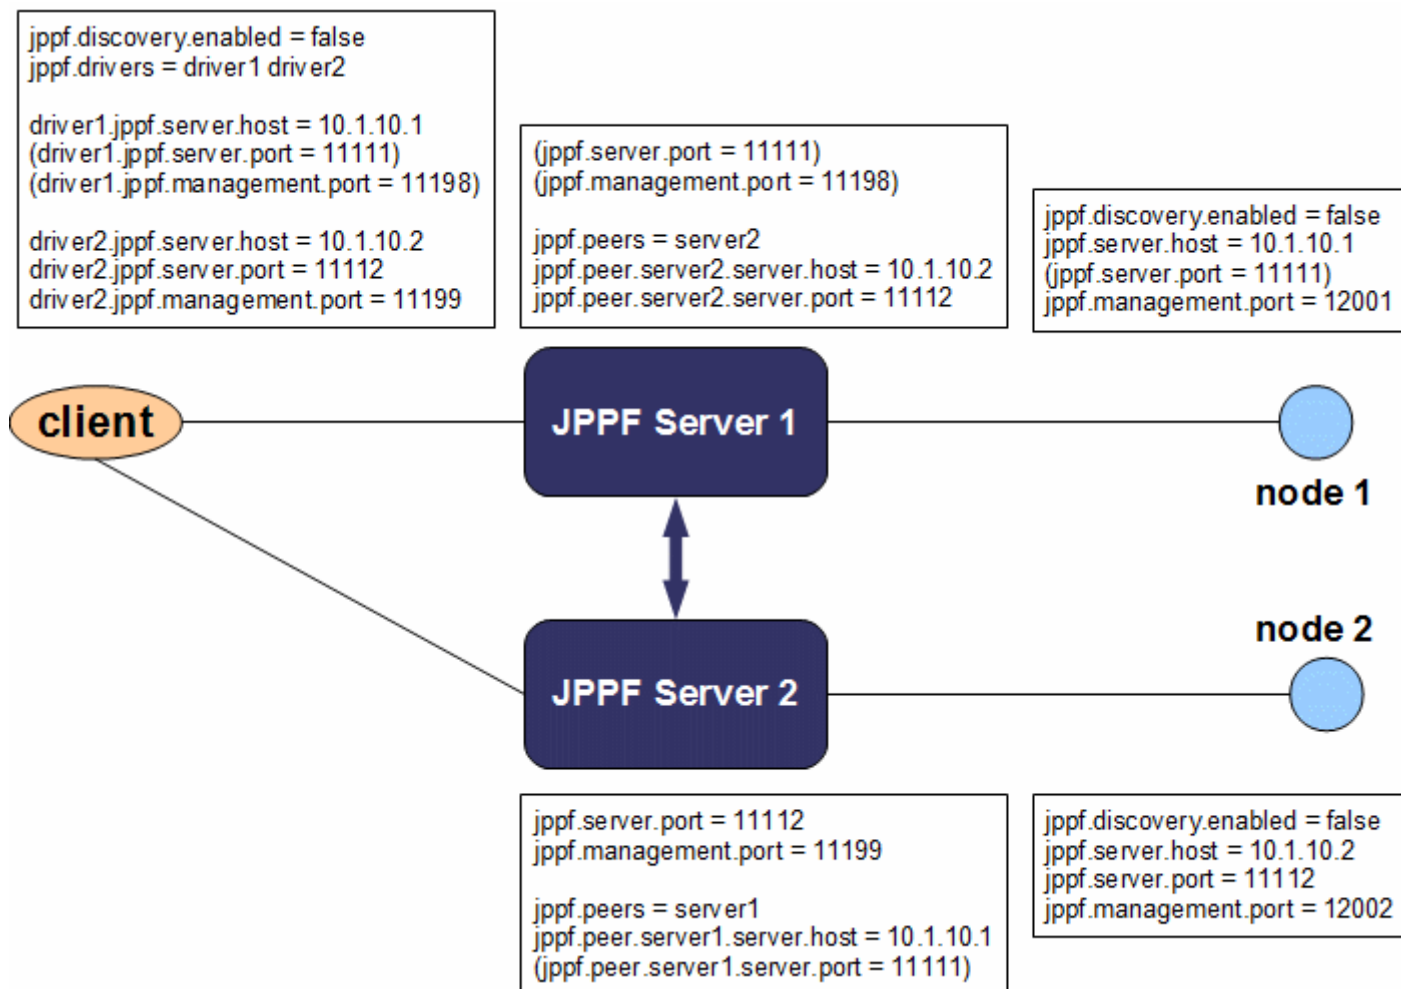 jppf.discovery.enabled = false
jppf.drivers = driver1 driver2
driver1.jppf.server.host = 10.1.10.1
(driver1.jppf.server.port = 11111)
(driver1.jppf.management.port = 11198)
driver2.jppf.server.host = 10.1.10.2
driver2.jppf.server.port = 11112
driver2.jppf.management.port = 11199
(jppf.server.port = 11111)
(jppf.management.port = 11198)
jppf.peers = server2
jppf.peer.server2.server.host = 10.1.10.2
jppf.peer.server2.server.port = 11112
jppf.discovery.enabled = false
jppf.server.host = 10.1.10.1
(jppf.server.port = 11111)
jppf.management.port = 12001
client
JPPF Server 1
node 1
JPPF Server 2
node 2
jppf.server.port = 11112
jppf.management.port = 11199
jppf.peers = server1
jppf.peer.server1.server.host = 10.1.10.1
(jppf.peer.server1.server.port = 11111)
jppf.discovery.enabled = false
jppf.server.host = 10.1.10.2
jppf.server.port = 11112
jppf.management.port = 12002